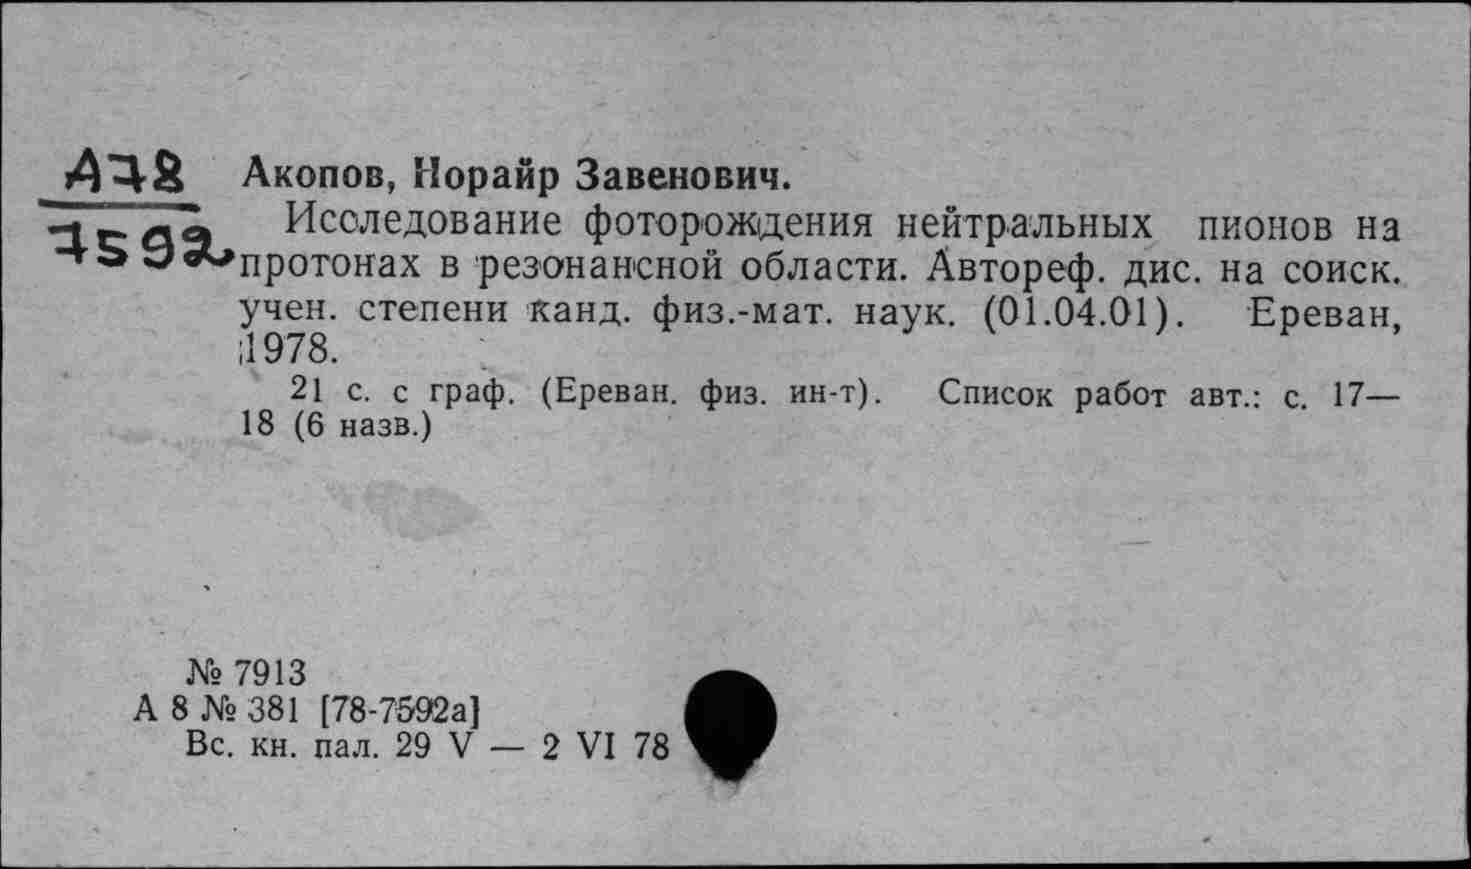 А78
7592
Акопов, Норайр Завенович.
Исследование фоторождения нейтральных пионов на
протонах в резонансной области. Автореф. дис. на соиск.
учен. степени канд. физ.-мат. наук. (01.04.01). Ереван,
1978.
21 с. с граф. (Ереван. физ. ин-т). Список работ авт.: с. 17—
18 (6 назв.)
№ 7913
А 8 № 381 [78-7592а]
Вс. кн. пал. 29 V — 2 VI 78